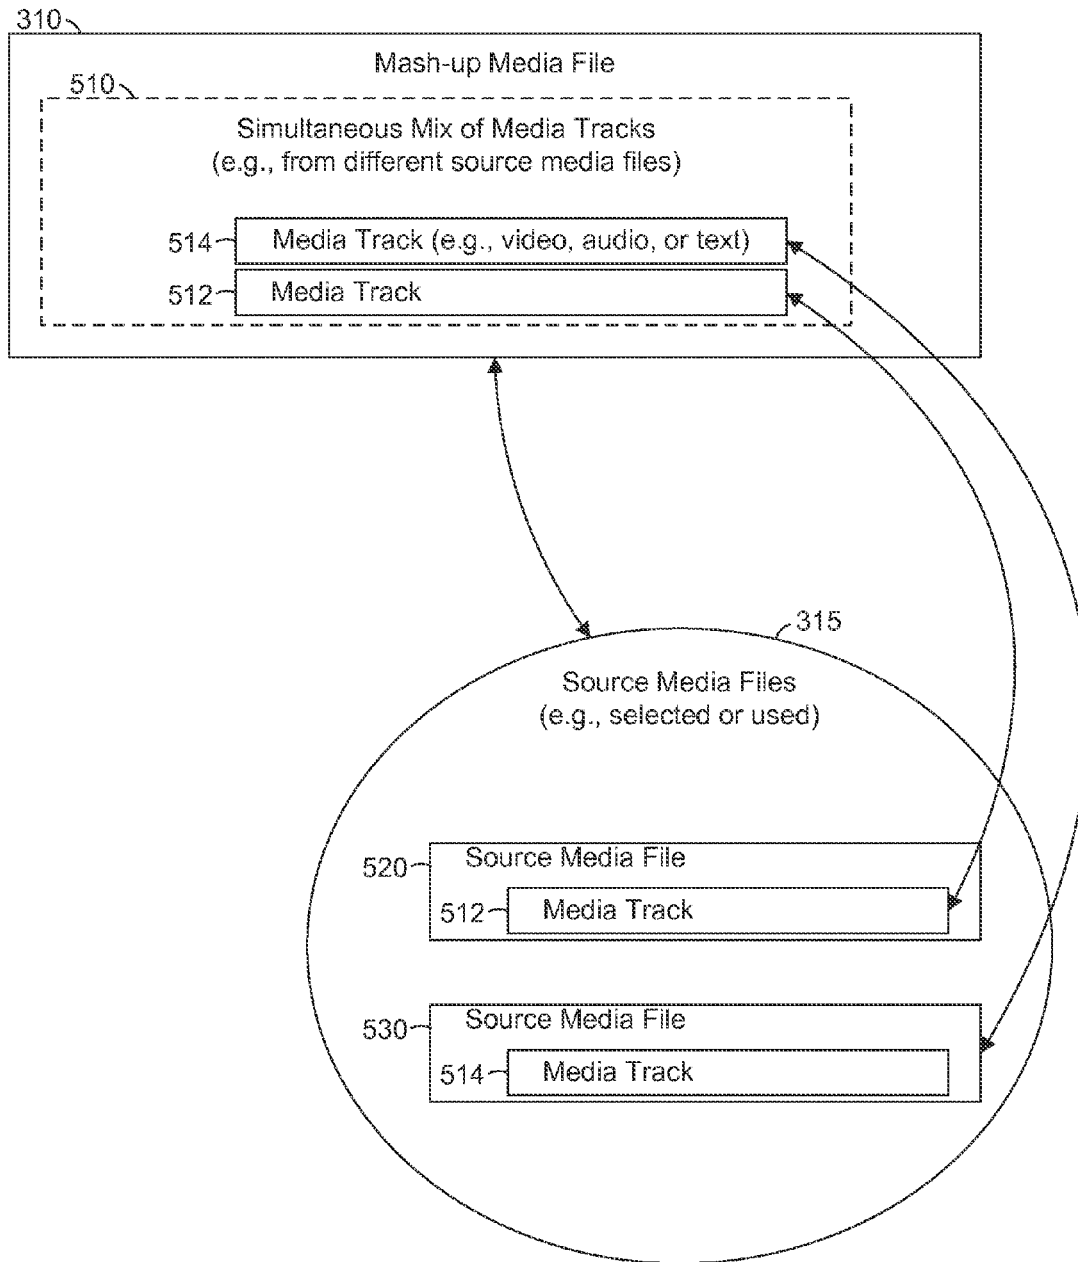 310
Mash-up Media File
510
Simultaneous Mix of Media Tracks
(e.g., from different source media files)
514
Media Track (e.g., video, audio, or text)
512
Media Track
315
Source Media Files
(e.g., selected or used)
520
Source Media File
512
Media Track
530
Source Media File
514
Media Track